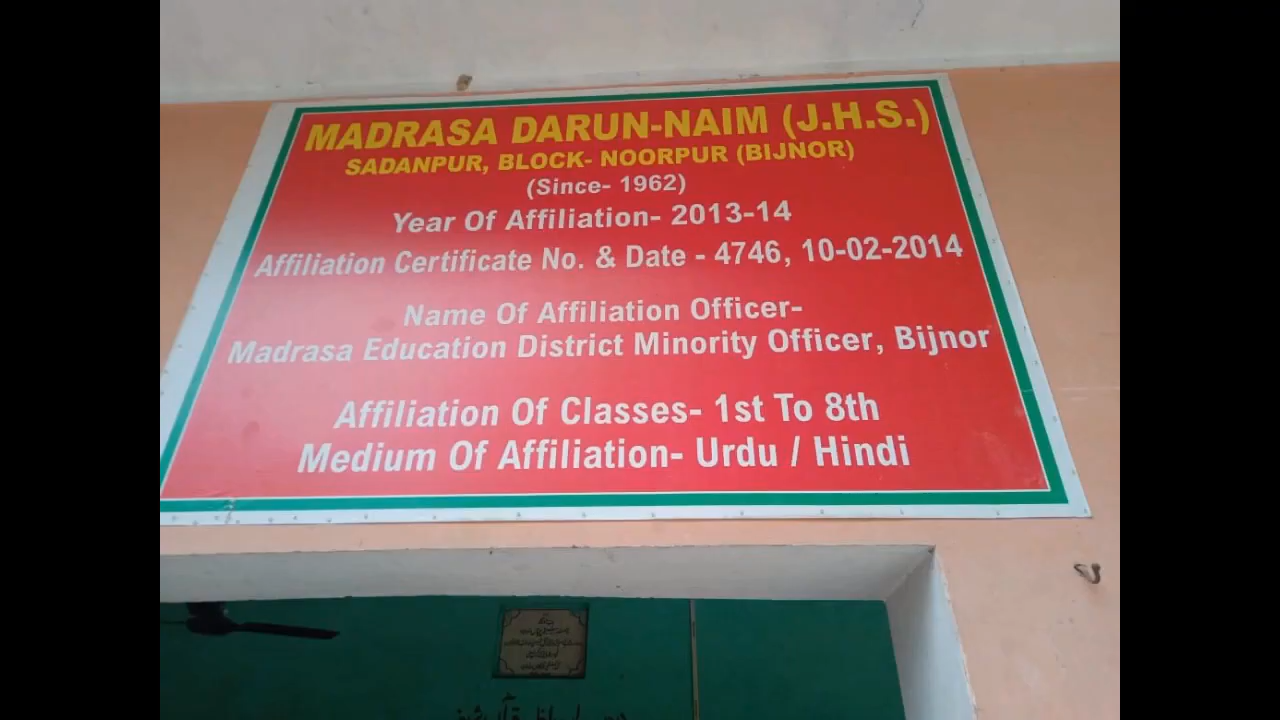 MADRASA DARUN-NAIM (J.H.S.)
SADANPUR, BLOCK- NOORPUR (BIJNOR)
(Since- 1962)
Year Of Affiliation- 2013-14
Affiliation Certificate No. & Date - 4746, 10-02-2014
Name Of Affiliation Officer-
Madrasa Education District Minority Officer, Bijnor
Affiliation Of Classes- 1st To 8th
Medium Of Affiliation- Urdu / Hindi